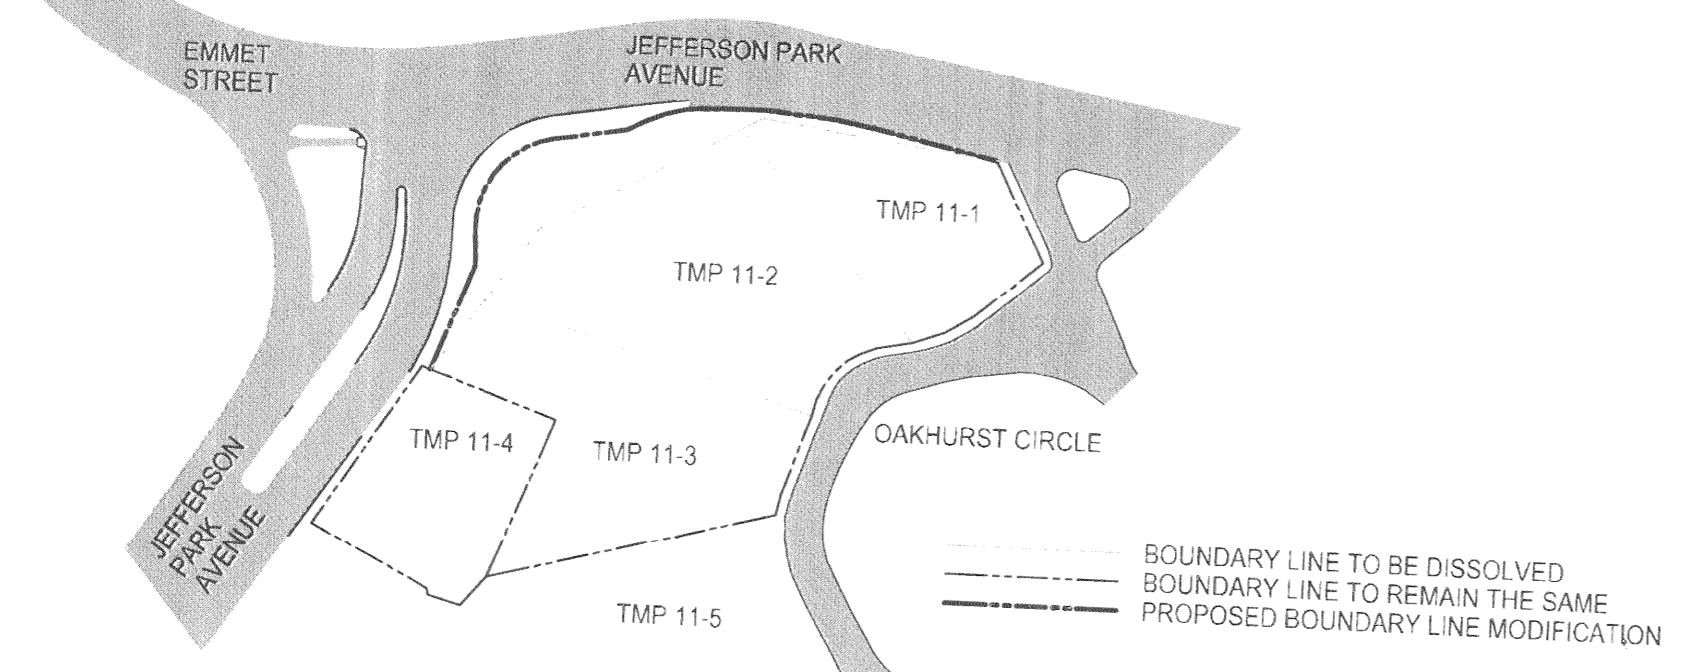 EMMET
STREET
JEFFERSON PARK
AVENUE
TMP 11-1
TMP 11-2
TMP 11-4
TMP 11-3
OAKHURST CIRCLE
JEFFERSON
PARK
AVENUE
BOUNDARY LINE TO BE DISSOLVED
BOUNDARY LINE TO REMAIN THE SAME
PROPOSED BOUNDARY LINE MODIFICATION
TMP 11-5